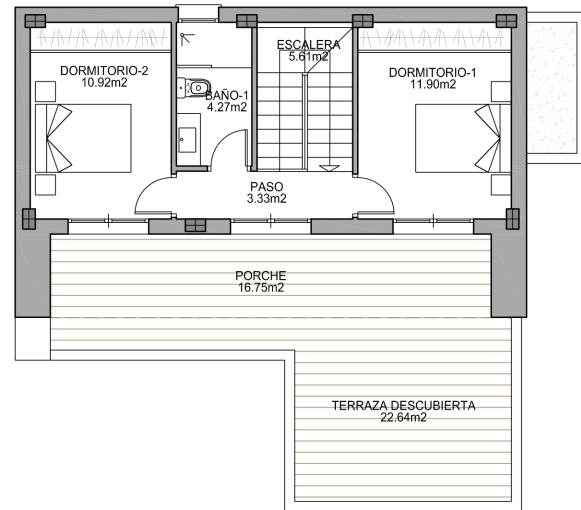 ESCALERA
5.61m2
DORMITORIO-2
10.92m2
DORMITORIO-1
11.90m2
BAÑO-1
4.27m2
PASO
3.33m2
PORCHE
16.75m2
TERRAZA DESCUBIERTA
22.64m2